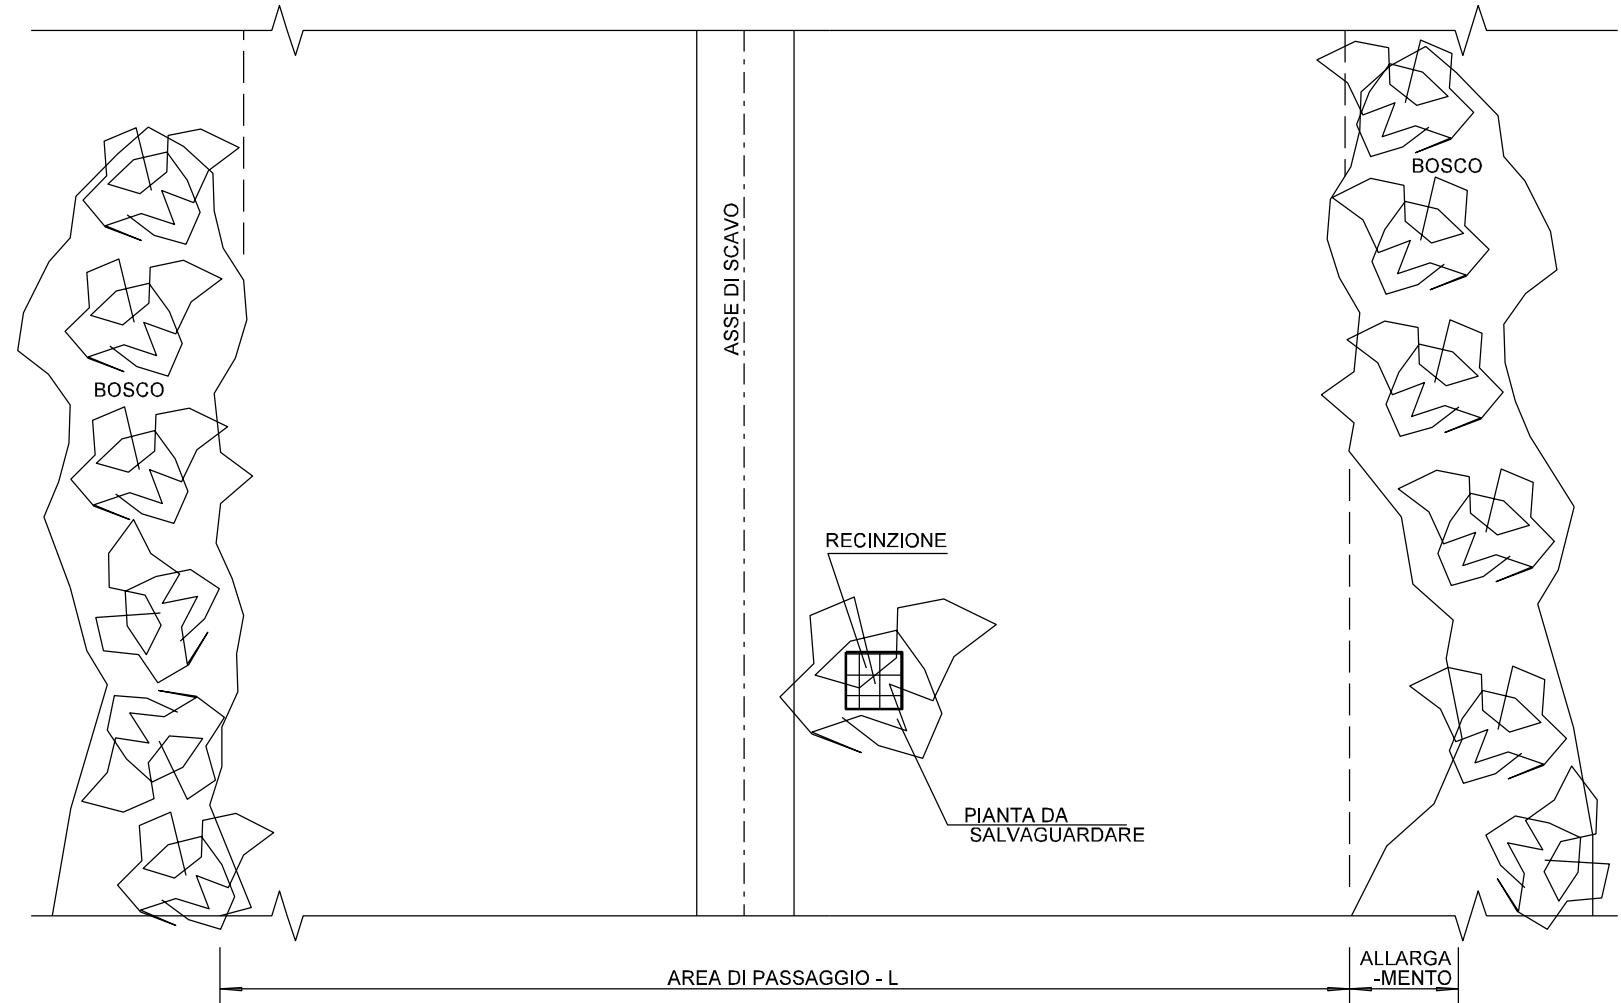 BOSCO
ASSE DI SCAVO
BOSCO
RECINZIONE
PIANTA DA
SALVAGUARDARE
AREA DI PASSAGGIO - L
ALLARGA
-MENTO